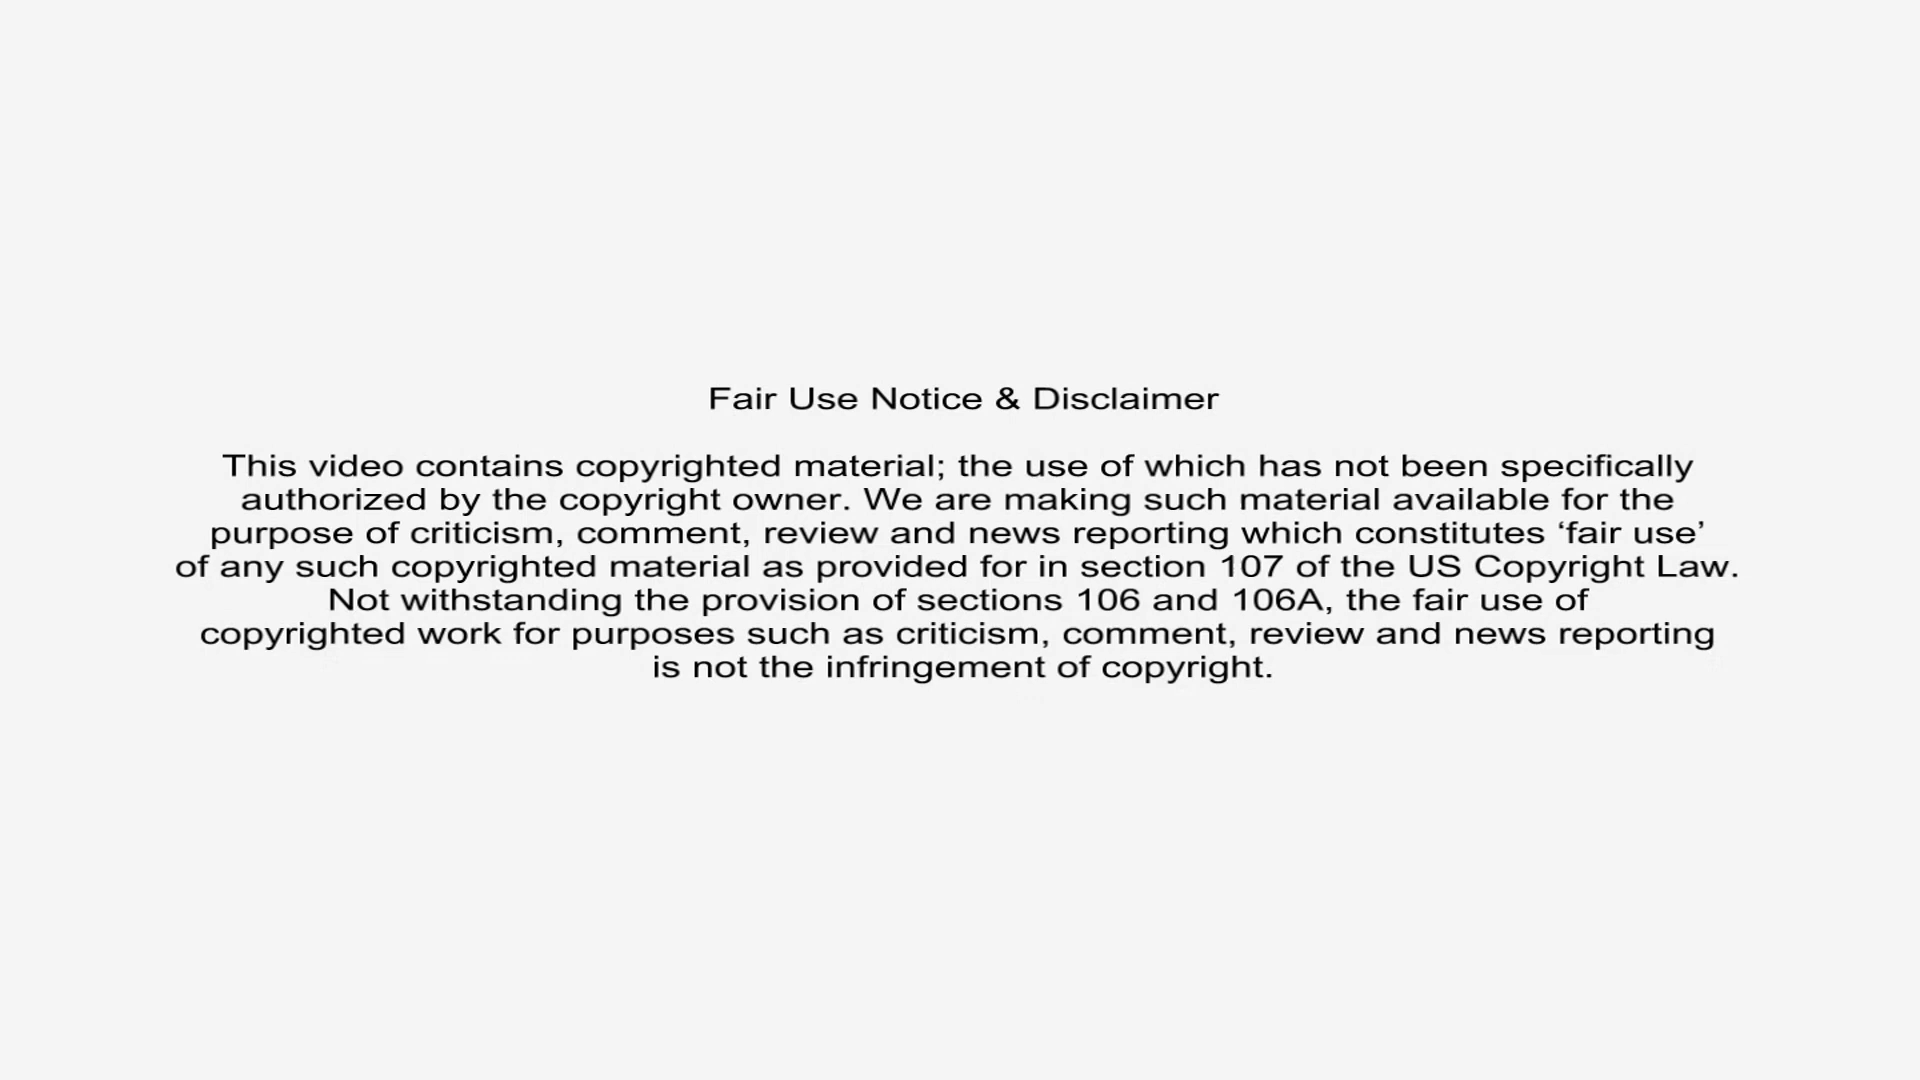 Fair Use Notice & Disclaimer
This video contains copyrighted material; the use of which has not been specifically
authorized by the copyright owner. We are making such material available for the
purpose of criticism, comment, review and news reporting which constitutes ‘fair use’
of any such copyrighted material as provided for in section 107 of the US Copyright Law.
Not withstanding the provision of sections 106 and 106A, the fair use of
copyrighted work for purposes such as criticism, comment, review and news reporting
is not the infringement of copyright.